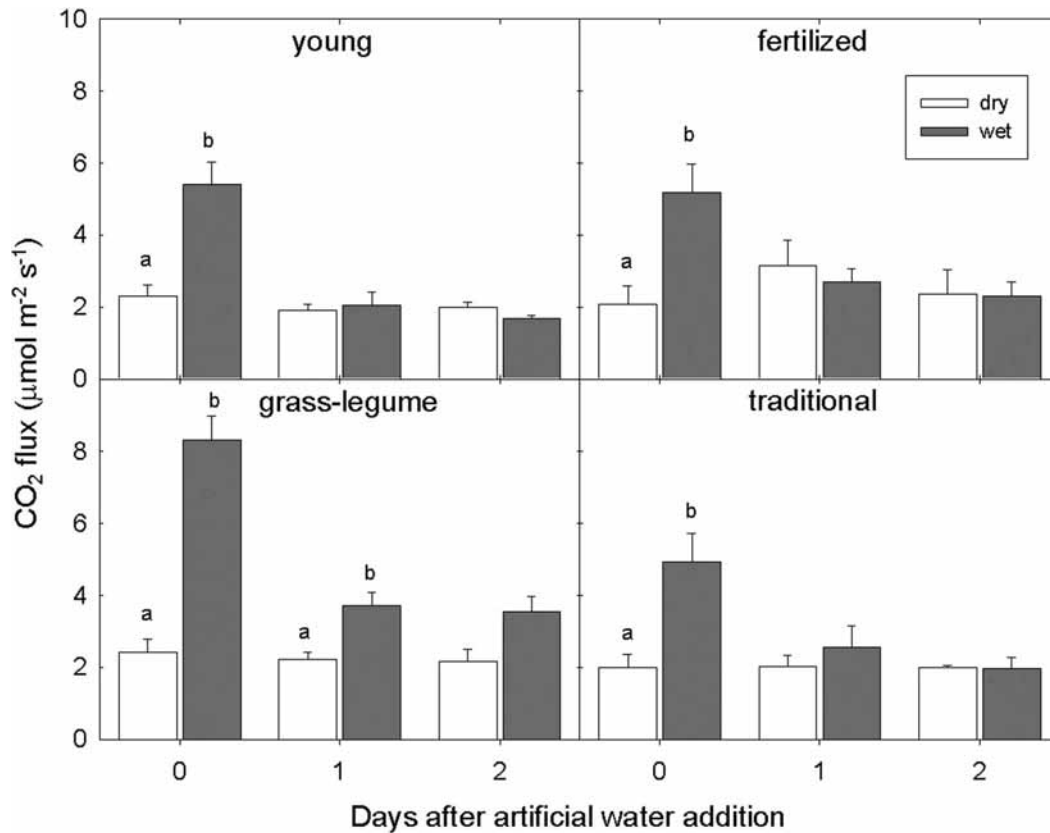 10
8
6
4
2
0
8
6
4
2
0
CO₂ flux (μmol m⁻² s⁻¹)
young
a
b
fertilized
dry
wet
a
b
grass-legume
a
b
a
b
traditional
a
b
0 1 2 0 1 2
Days after artificial water addition